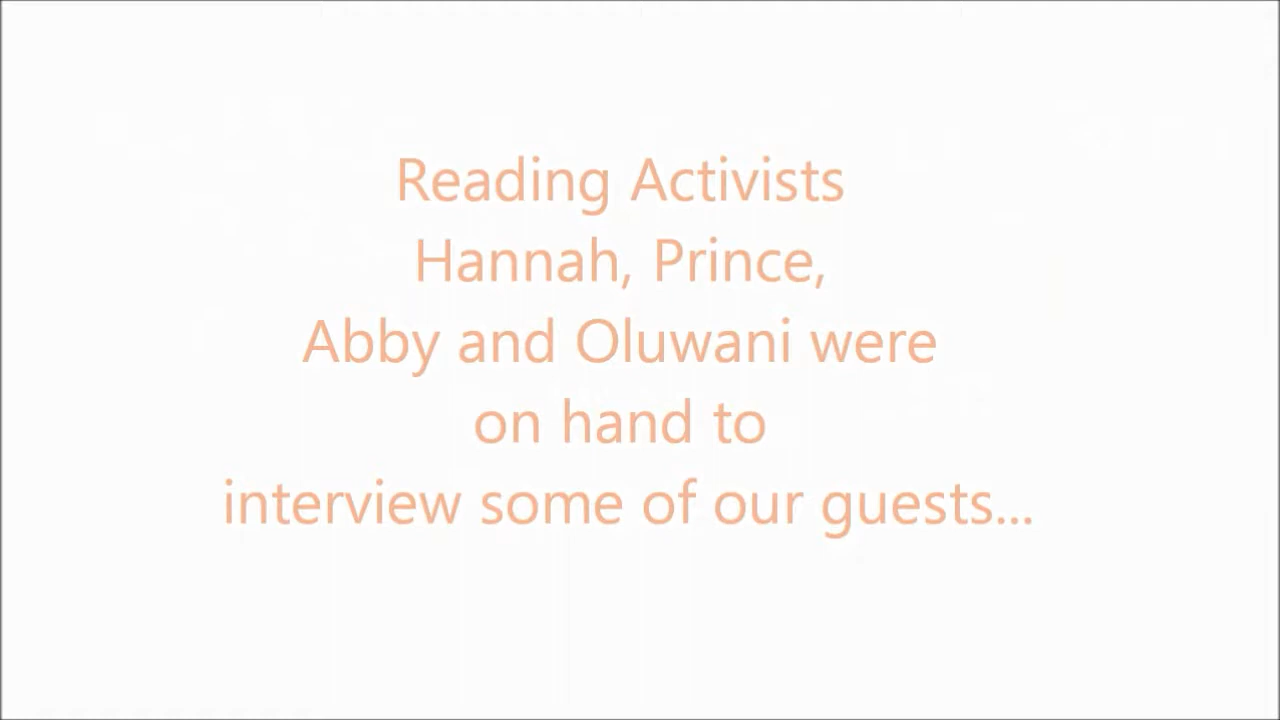 Reading Activists
Hannah, Prince,
Abby and Oluwani were
on hand to
interview some of our guests...